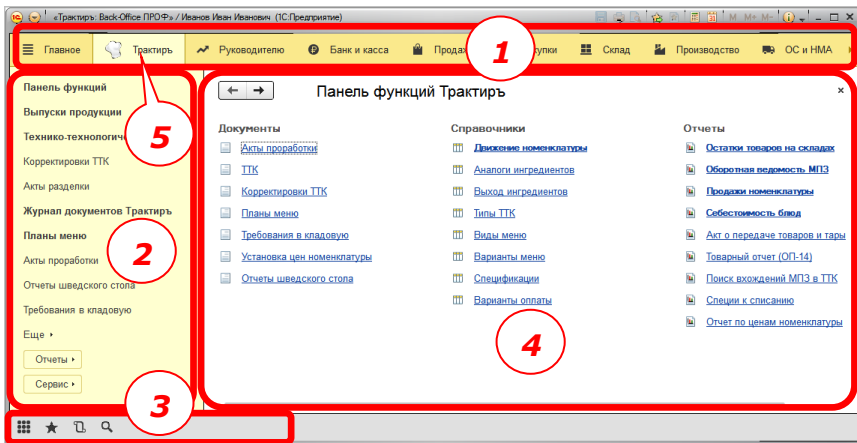 «Трактиръ: Back-Office ПРОФ» / Иванов Иван Иванович (1С:Предприятие)
M M+ M-
Главное Трактиръ Руководителю Банк и касса Склад Производство ОС и НМА
1
Панель функций
Выпуски продукции
Корректировки ТТК
Акты разделки
Журнал документов Трактиръ
Планы меню
Акты проработки
Отчеты шведского стола
Требования в кладовую
Еще
Отчеты
Сервис
5
2
3
Панель функций Трактиръ
Документы
Акты проработки
ТТК
Корректировки ТТК
Планы меню
Требования в кладовую
Установка цен номенклатуры
Отчеты шведского стола
Справочники
Движение номенклатуры
Аналоги ингредиентов
Выход ингредиентов
Типы ТТК
Виды меню
Варианты меню
Спецификации
Варианты оплаты
4
Отчеты
Остатки товаров на складах
Оборотная ведомость МПЗ
Продажи номенклатуры
Себестоимость блюд
Акт о передаче товаров и тары
Товарный отчет (ОП-14)
Поиск вхождений МПЗ в ТТК
Специи к списанию
Отчет по ценам номенклатуры